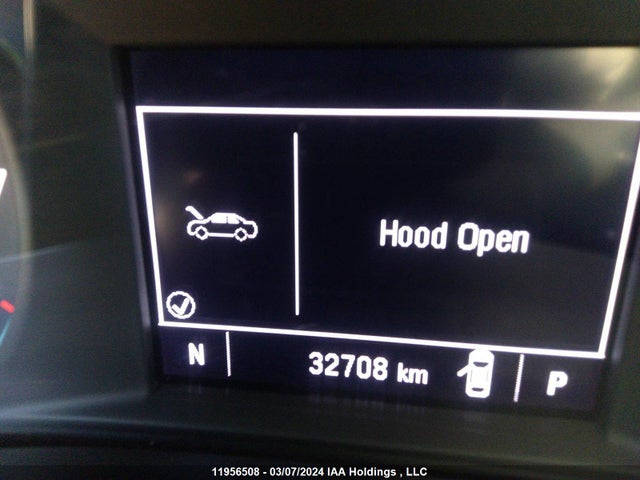 Hood Open
N 32708 km P
11956508 - 03/07/2024 IAA Holdings , LLC